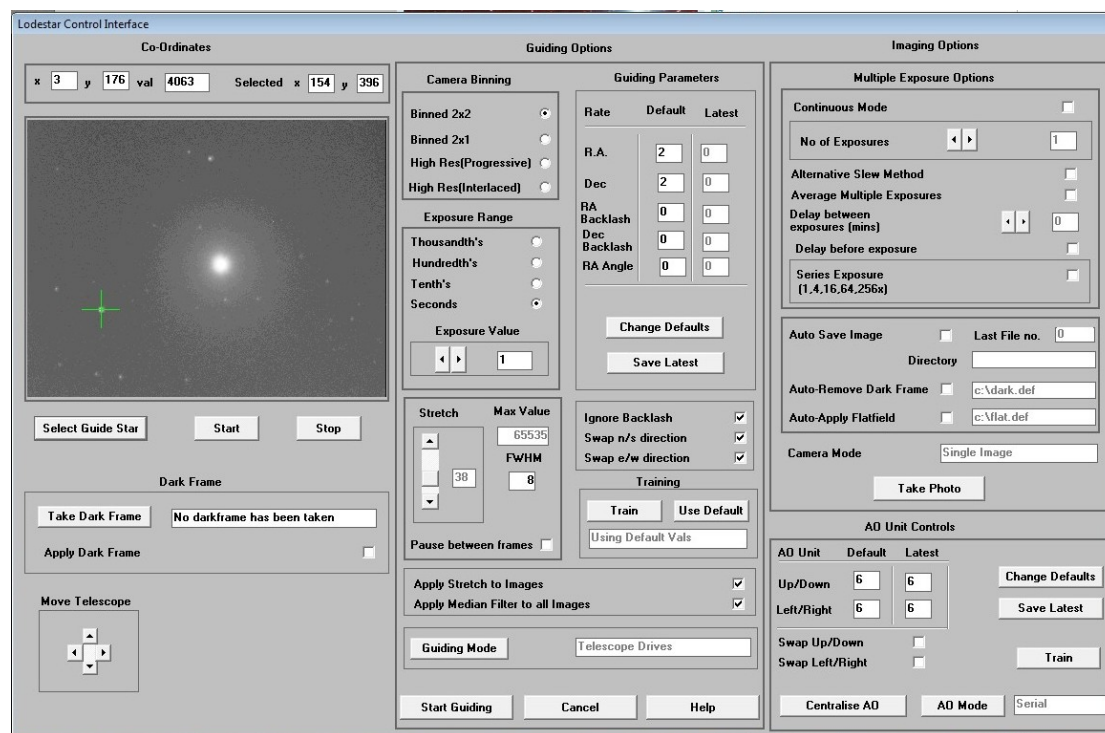 Lodestar Control Interface
Co-Ordinates
x 3 y 176 val 4063 Selected x 154 y 396
Select Guide Star Start Stop
Dark Frame
Take Dark Frame No darkframe has been taken
Apply Dark Frame
Move Telescope
Guiding Options
Camera Binning
Binned 2x2
Binned 2x1
High Res(Progressive)
High Res(Interlaced)
Exposure Range
Thousandth's
Hundredth's
Tenth's
Seconds
Exposure Value
1
Guiding Parameters
Rate Default Latest
R.A. 2 0
Dec 2 0
RA
Backlash 0 0
Dec
Backlash 0 0
RA Angle 0 0
Change Defaults
Save Latest
Stretch Max Value
65535
FWHM
38 8
Pause between frames
Ignore Backlash
Swap n/s direction
Swap e/w direction
Training
Train Use Default
Using Default Vals
Apply Stretch to Images
Apply Median Filter to all Images
Guiding Mode Telescope Drives
Start Guiding Cancel Help
Imaging Options
Multiple Exposure Options
Continuous Mode
No of Exposures 1
Alternative Slew Method
Average Multiple Exposures
Delay between
exposures (mins) 0
Delay before exposure
Series Exposure
(1,4,16,64,256x)
Auto Save Image Last File no. 0
Directory
Auto-Remove Dark Frame c:\dark.def
Auto-Apply Flatfield c:\flat.def
Camera Mode Single Image
Take Photo
AO Unit Controls
AO Unit Default Latest
Up/Down 6 6 Change Defaults
Left/Right 6 6 Save Latest
Swap Up/Down
Swap Left/Right Train
Centralise AO AO Mode Serial